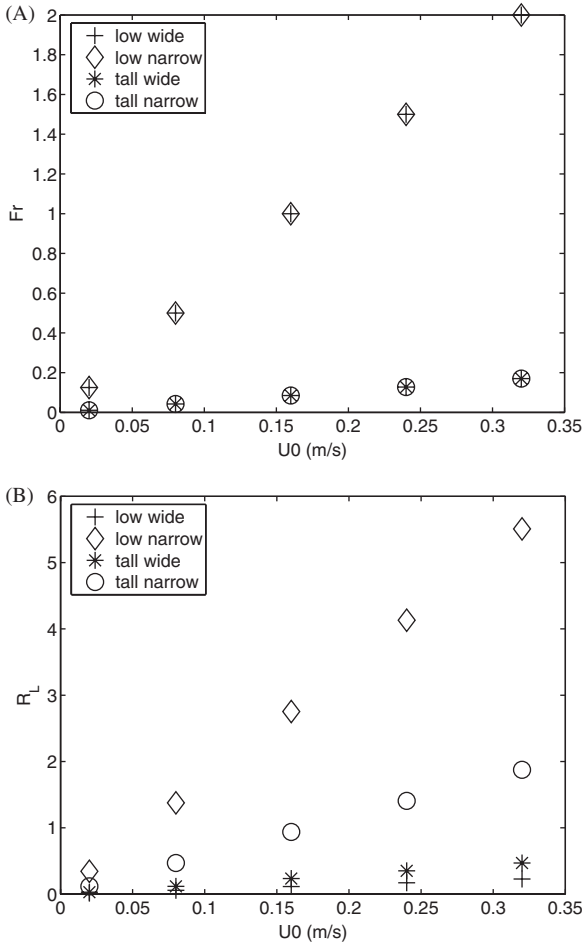 (A)
2
1.8
1.6
1.4
1.2
1
0.8
0.6
0.4
0.2
0
Fr
low wide
low narrow
tall wide
tall narrow
0 0.05 0.1 0.15 0.2 0.25 0.3 0.35
U0 (m/s)
(B)
6
5
4
3
2
1
0
R_L
low wide
low narrow
tall wide
tall narrow
0 0.05 0.1 0.15 0.2 0.25 0.3 0.35
U0 (m/s)